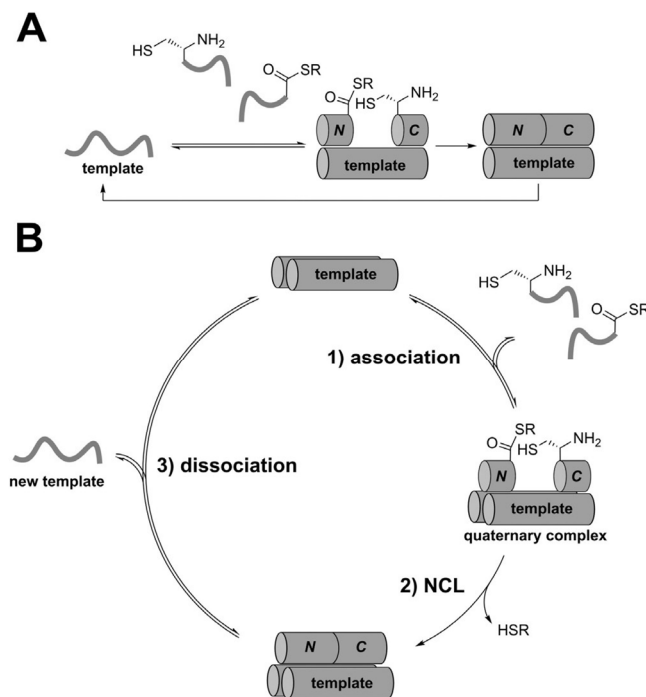 A
HS
NH2
O
SR
template
SR
O
HS
NH2
N
C
template
N
C
template
B
template
HS
NH2
O
SR
1) association
SR
O
HS
NH2
N
C
template
quaternary complex
2) NCL
HSR
N
C
template
3) dissociation
new template